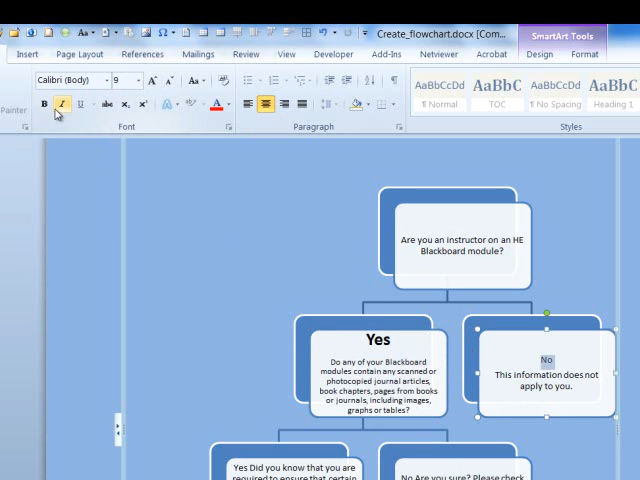 Create_flowchart.docx [Com...
SmartArt Tools
Insert
Page Layout
References
Mailings
Review
View
Developer
Add-Ins
Netviewer
Acrobat
Design
Format
Calibri (Body)
9
A
A
Aa
B
I
U
abc
x₂
x²
A
ab
A
Painter
Font
Paragraph
Styles
AaBbCcDd
¶ Normal
AaBbC
TOC
AaBbCcDd
¶ No Spacing
AaBbC
Heading 1
Are you an instructor on an HE
Blackboard module?
Yes
Do any of your Blackboard
modules contain any scanned or
photocopied journal articles,
book chapters, pages from books
or journals, including images,
graphs or tables?
No
This information does not
apply to you.
Yes Did you know that you are
required to ensure that certain
No Are you sure? Please check